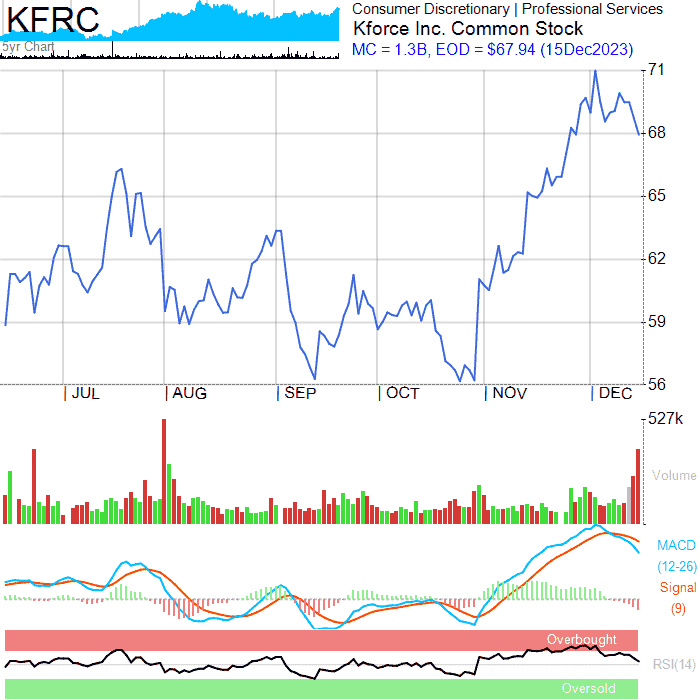 KFRC
5yr Chart
Consumer Discretionary | Professional Services
Kforce Inc. Common Stock
MC = 1.3B, EOD = $67.94 (15Dec2023)
71
68
65
62
59
56
| JUL | AUG | SEP | OCT | NOV | DEC
527k
Volume
MACD
(12-26)
Signal
(9)
Overbought
RSI(14)
Oversold